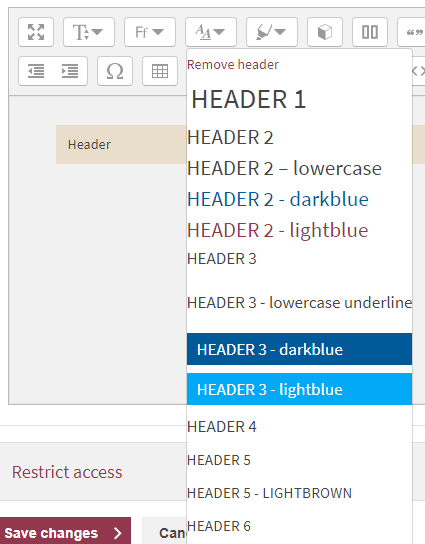 T
Ff
AA
““
Remove header
HEADER 1
Header
HEADER 2
HEADER 2 – lowercase
HEADER 2 - darkblue
HEADER 2 - lightblue
HEADER 3
HEADER 3 - lowercase underline
HEADER 3 - darkblue
HEADER 3 - lightblue
HEADER 4
Restrict access
HEADER 5
HEADER 5 - LIGHTBROWN
Save changes
Can
HEADER 6